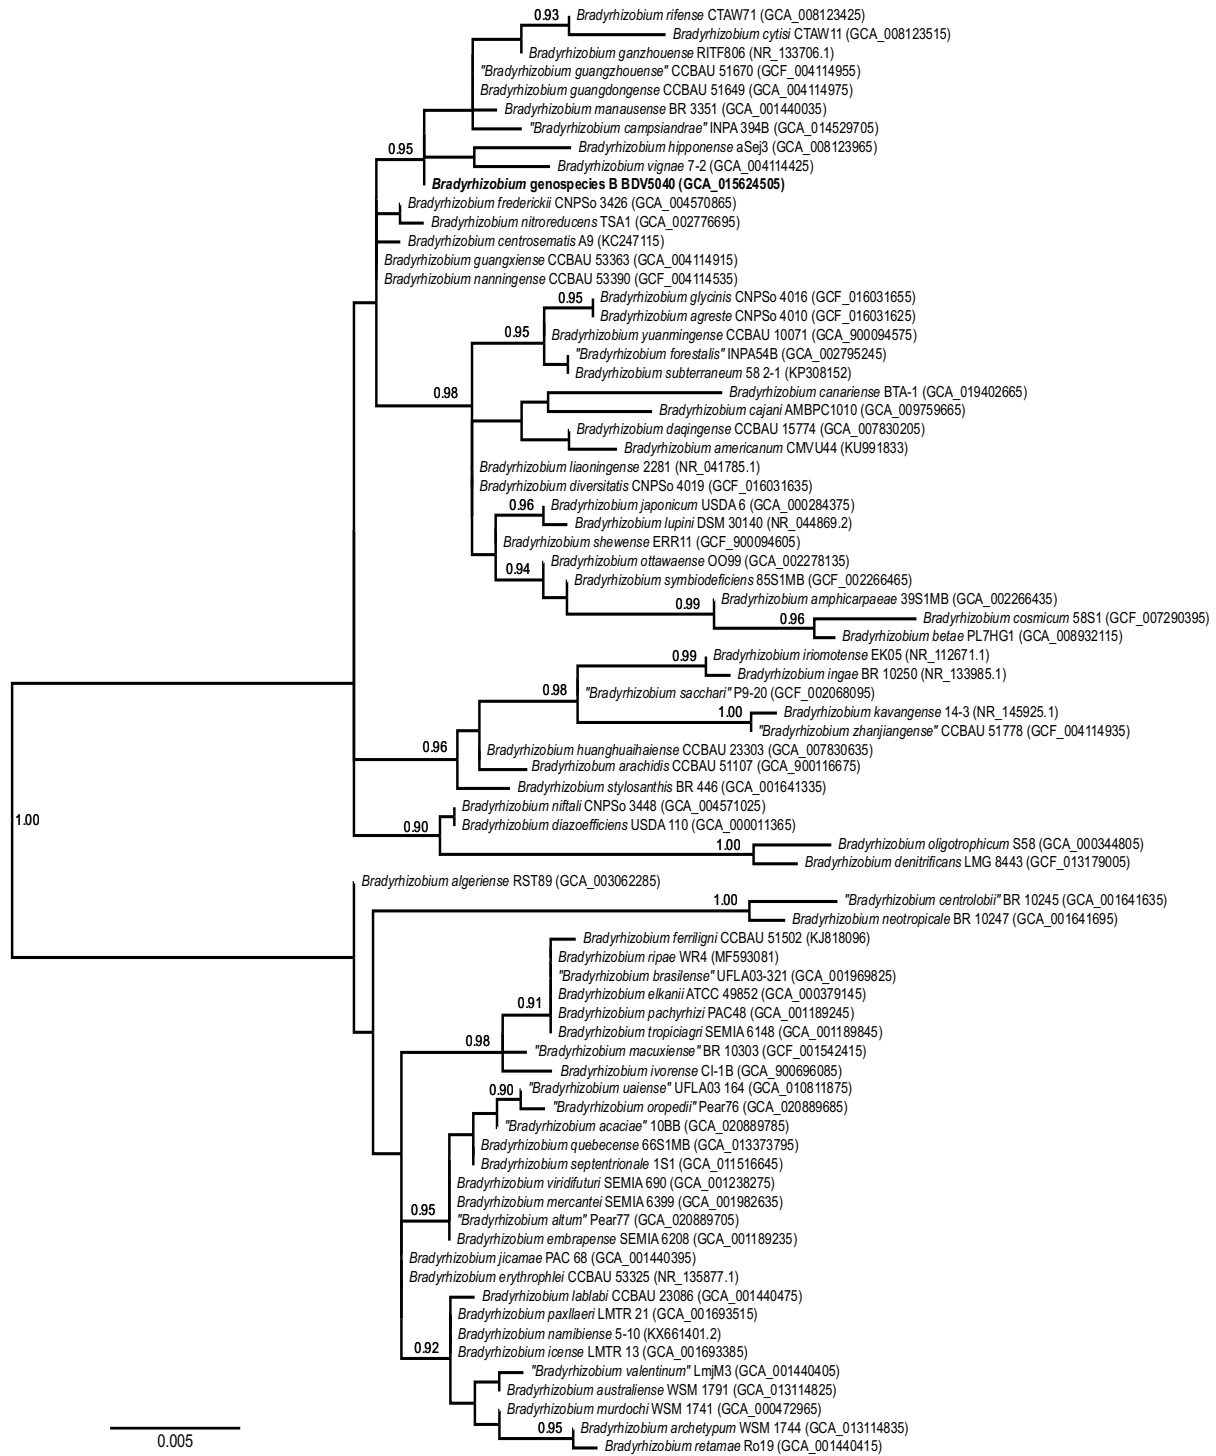 0.93
Bradyrhizobium rifense CTAW71 (GCA_008123425)
Bradyrhizobium cytisi CTAW11 (GCA_008123515)
Bradyrhizobium ganzhouense RITF806 (NR_133706.1)
"Bradyrhizobium guangzhouense" CCBAU 51670 (GCF_004114955)
Bradyrhizobium guangdongense CCBAU 51649 (GCA_004114975)
Bradyrhizobium manausense BR 3351 (GCA_001440035)
"Bradyrhizobium campsiandrae" INPA 394B (GCA_014529705)
0.95
Bradyrhizobium hipponense aSej3 (GCA_008123965)
Bradyrhizobium vignae 7-2 (GCA_004114425)
Bradyrhizobium genospecies B BDV5040 (GCA_015624505)
Bradyrhizobium frederickii CNPSo 3426 (GCA_004570865)
Bradyrhizobium nitroreducens TSA1 (GCA_002776695)
Bradyrhizobium centrosematis A9 (KC247115)
Bradyrhizobium guangxiense CCBAU 53363 (GCA_004114915)
Bradyrhizobium nanningense CCBAU 53390 (GCF_004114535)
0.95
Bradyrhizobium glycinis CNPSo 4016 (GCF_016031655)
Bradyrhizobium agreste CNPSo 4010 (GCF_016031625)
0.95
Bradyrhizobium yuanmingense CCBAU 10071 (GCA_900094575)
"Bradyrhizobium forestalis" INPA54B (GCA_002795245)
Bradyrhizobium subterraneum 58 2-1 (KP308152)
0.98
Bradyrhizobium canariense BTA-1 (GCA_019402665)
Bradyrhizobium cajani AMBPC1010 (GCA_009759665)
Bradyrhizobium daqingense CCBAU 15774 (GCA_007830205)
Bradyrhizobium americanum CMVU44 (KU991833)
Bradyrhizobium liaoningense 2281 (NR_041785.1)
Bradyrhizobium diversitatis CNPSo 4019 (GCF_016031635)
0.96
Bradyrhizobium japonicum USDA 6 (GCA_000284375)
Bradyrhizobium lupini DSM 30140 (NR_044869.2)
Bradyrhizobium shewense ERR11 (GCF_900094605)
0.94
Bradyrhizobium ottawaense OO99 (GCA_002278135)
Bradyrhizobium symbiodeficiens 85S1MB (GCF_002266465)
0.99
Bradyrhizobium amphicarpaeae 39S1MB (GCA_002266435)
0.96
Bradyrhizobium cosmicum 58S1 (GCF_007290395)
Bradyrhizobium betae PL7HG1 (GCA_008932115)
0.99
Bradyrhizobium iriomotense EK05 (NR_112671.1)
Bradyrhizobium ingae BR 10250 (NR_133985.1)
0.98
"Bradyrhizobium sacchari" P9-20 (GCF_002068095)
1.00
Bradyrhizobium kavangense 14-3 (NR_145925.1)
"Bradyrhizobium zhanjiangense" CCBAU 51778 (GCF_004114935)
0.96
Bradyrhizobium huanghuaihaiense CCBAU 23303 (GCA_007830635)
Bradyrhizobum arachidis CCBAU 51107 (GCA_900116675)
Bradyrhizobium stylosanthis BR 446 (GCA_001641335)
Bradyrhizobium niftali CNPSo 3448 (GCA_004571025)
1.00
0.90
Bradyrhizobium diazoefficiens USDA 110 (GCA_000011365)
1.00
Bradyrhizobium oligotrophicum S58 (GCA_000344805)
Bradyrhizobium denitrificans LMG 8443 (GCF_013179005)
Bradyrhizobium algeriense RST89 (GCA_003062285)
1.00
"Bradyrhizobium centrolobii" BR 10245 (GCA_001641635)
Bradyrhizobium neotropicale BR 10247 (GCA_001641695)
Bradyrhizobium ferriligni CCBAU 51502 (KJ818096)
Bradyrhizobium ripae WR4 (MF593081)
"Bradyrhizobium brasilense" UFLA03-321 (GCA_001969825)
0.91
Bradyrhizobium elkanii ATCC 49852 (GCA_000379145)
Bradyrhizobium pachyrhizi PAC48 (GCA_001189245)
Bradyrhizobium tropiciagri SEMIA 6148 (GCA_001189845)
0.98
"Bradyrhizobium macuxiense" BR 10303 (GCF_001542415)
Bradyrhizobium ivorense CI-1B (GCA_900696085)
0.90
"Bradyrhizobium uaiense" UFLA03 164 (GCA_010811875)
"Bradyrhizobium oropedii" Pear76 (GCA_020889685)
"Bradyrhizobium acaciae" 10BB (GCA_020889785)
Bradyrhizobium quebecense 66S1MB (GCA_013373795)
Bradyrhizobium septentrionale 1S1 (GCA_011516645)
Bradyrhizobium viridifuturi SEMIA 690 (GCA_001238275)
Bradyrhizobium mercantei SEMIA 6399 (GCA_001982635)
0.95
"Bradyrhizobium altum" Pear77 (GCA_020889705)
Bradyrhizobium embrapense SEMIA 6208 (GCA_001189235)
Bradyrhizobium jicamae PAC 68 (GCA_001440395)
Bradyrhizobium erythrophlei CCBAU 53325 (NR_135877.1)
Bradyrhizobium lablabi CCBAU 23086 (GCA_001440475)
Bradyrhizobium paxllaeri LMTR 21 (GCA_001693515)
Bradyrhizobium namibiense 5-10 (KX661401.2)
0.92
Bradyrhizobium icense LMTR 13 (GCA_001693385)
"Bradyrhizobium valentinum" LmjM3 (GCA_001440405)
Bradyrhizobium australiense WSM 1791 (GCA_013114825)
Bradyrhizobium murdochi WSM 1741 (GCA_000472965)
0.95
Bradyrhizobium archetypum WSM 1744 (GCA_013114835)
Bradyrhizobium retamae Ro19 (GCA_001440415)
0.005